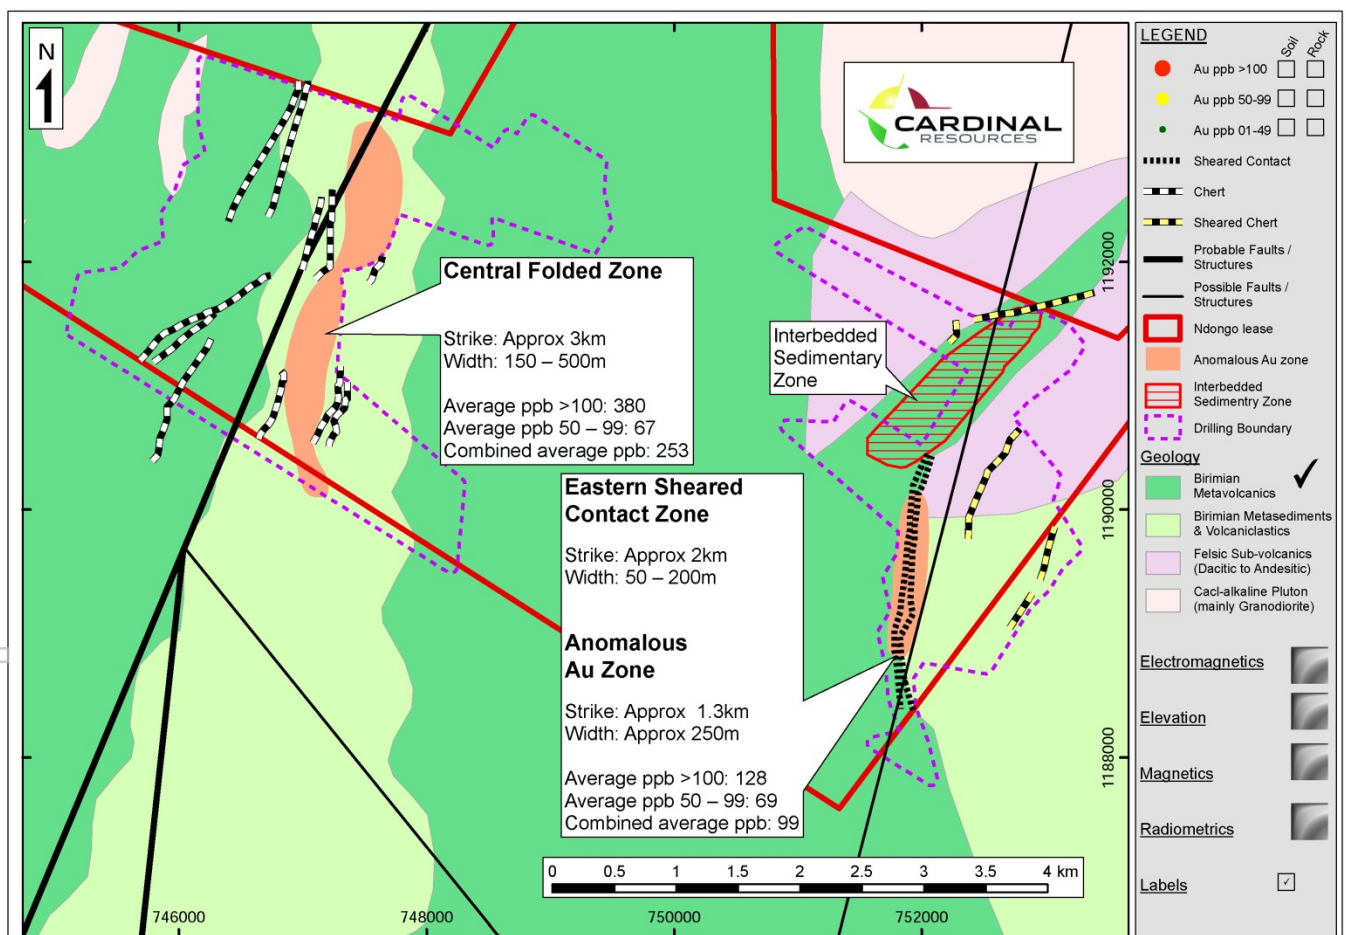 N
CARDINAL
RESOURCES
Central Folded Zone
Strike: Approx 3km
Width: 150 – 500m
Average ppb >100: 380
Average ppb 50 – 99: 67
Combined average ppb: 253
Interbedded
Sedimentary
Zone
Eastern Sheared
Contact Zone
Strike: Approx 2km
Width: 50 – 200m
Anomalous
Au Zone
Strike: Approx 1.3km
Width: Approx 250m
Average ppb >100: 128
Average ppb 50 – 99: 69
Combined average ppb: 99
0 0.5 1 1.5 2 2.5 3 3.5 4 km
746000 748000 750000 752000
1192000
1190000
1188000
LEGEND
Soil Rock
Au ppb >100
Au ppb 50-99
Au ppb 01-49
Sheared Contact
Chert
Sheared Chert
Probable Faults /
Structures
Possible Faults /
Structures
Ndongo lease
Anomalous Au zone
Interbedded
Sedimentry Zone
Drilling Boundary
Geology
Birimian
Metavolcanics
Birimian Metasediments
& Volcaniclastics
Felsic Sub-volcanics
(Dacitic to Andesitic)
Cacl-alkaline Pluton
(mainly Granodiorite)
Electromagnetics
Elevation
Magnetics
Radiometrics
Labels